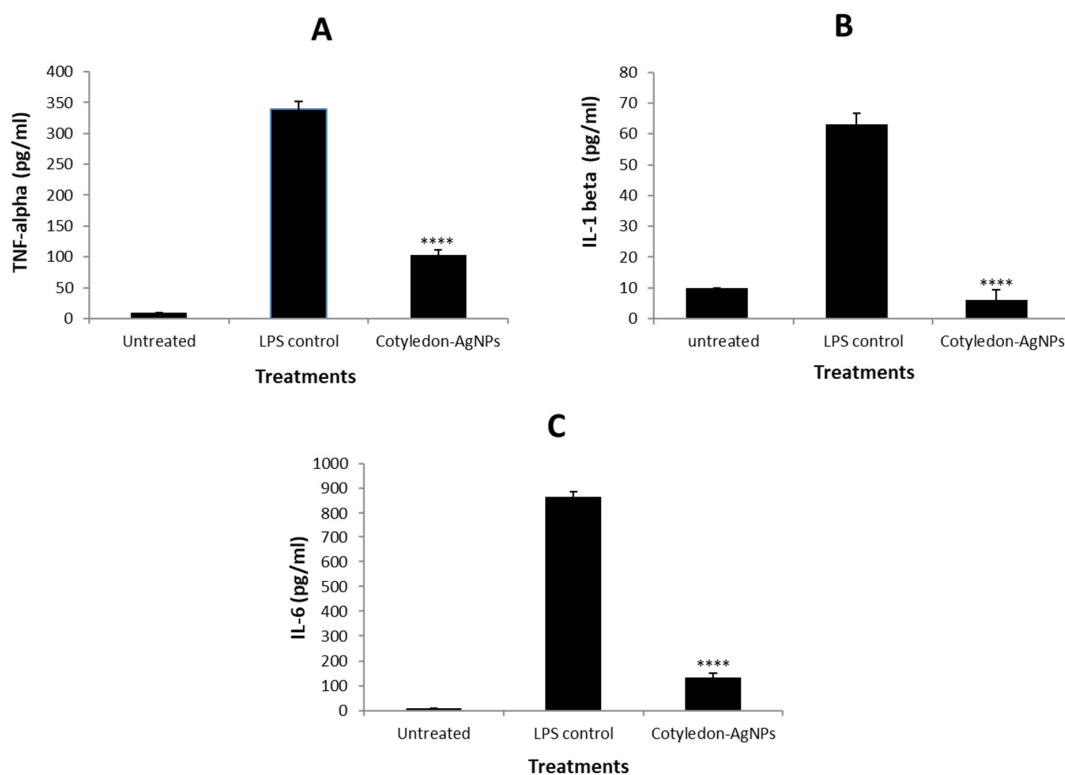 A
TNF-alpha (pg/ml)
400
350
300
250
200
150
100
50
0
****
Untreated
LPS control
Cotyledon-AgNPs
Treatments
B
IL-1 beta (pg/ml)
80
70
60
50
40
30
20
10
0
****
untreated
LPS control
Cotyledon-AgNPs
Treatments
C
IL-6 (pg/ml)
1000
900
800
700
600
500
400
300
200
100
0
****
Untreated
LPS control
Cotyledon-AgNPs
Treatments